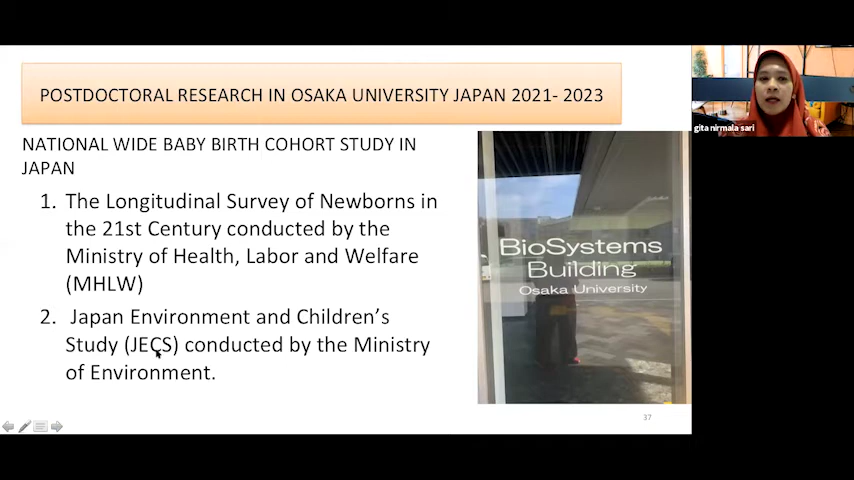 POSTDOCTORAL RESEARCH IN OSAKA UNIVERSITY JAPAN 2021- 2023
gita nirmala sari
NATIONAL WIDE BABY BIRTH COHORT STUDY IN
JAPAN
1. The Longitudinal Survey of Newborns in
the 21st Century conducted by the
Ministry of Health, Labor and Welfare
(MHLW)
2. Japan Environment and Children's
Study (JECS) conducted by the Ministry
of Environment.
BioSystems
Building
Osaka University
37